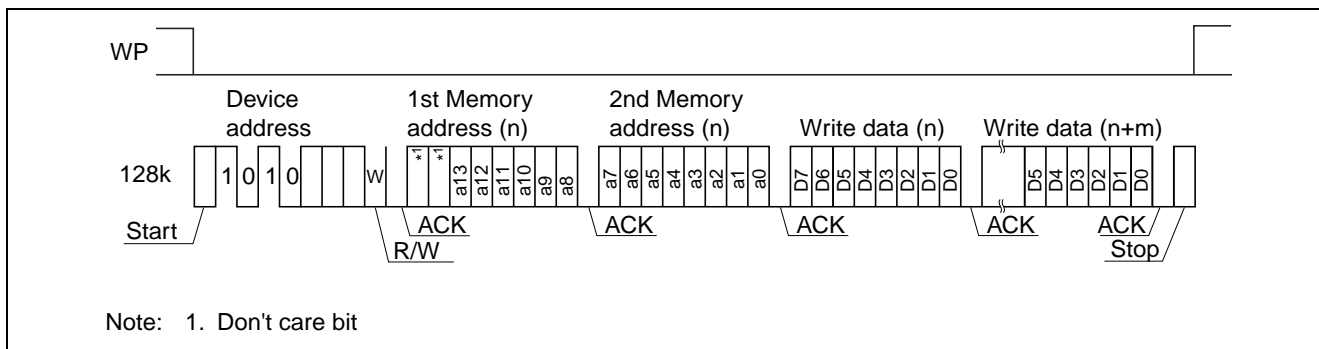 WP
Device address
1st Memory address (n)
2nd Memory address (n)
Write data (n)
Write data (n+m)
128k
1 0 1 0
W
*1 *1 a13 a12 a11 a10 a9 a8
a7 a6 a5 a4 a3 a2 a1 a0
D7 D6 D5 D4 D3 D2 D1 D0
D5 D4 D3 D2 D1 D0
Start
R/W
ACK
ACK
ACK
ACK
ACK
Stop
Note: 1. Don't care bit